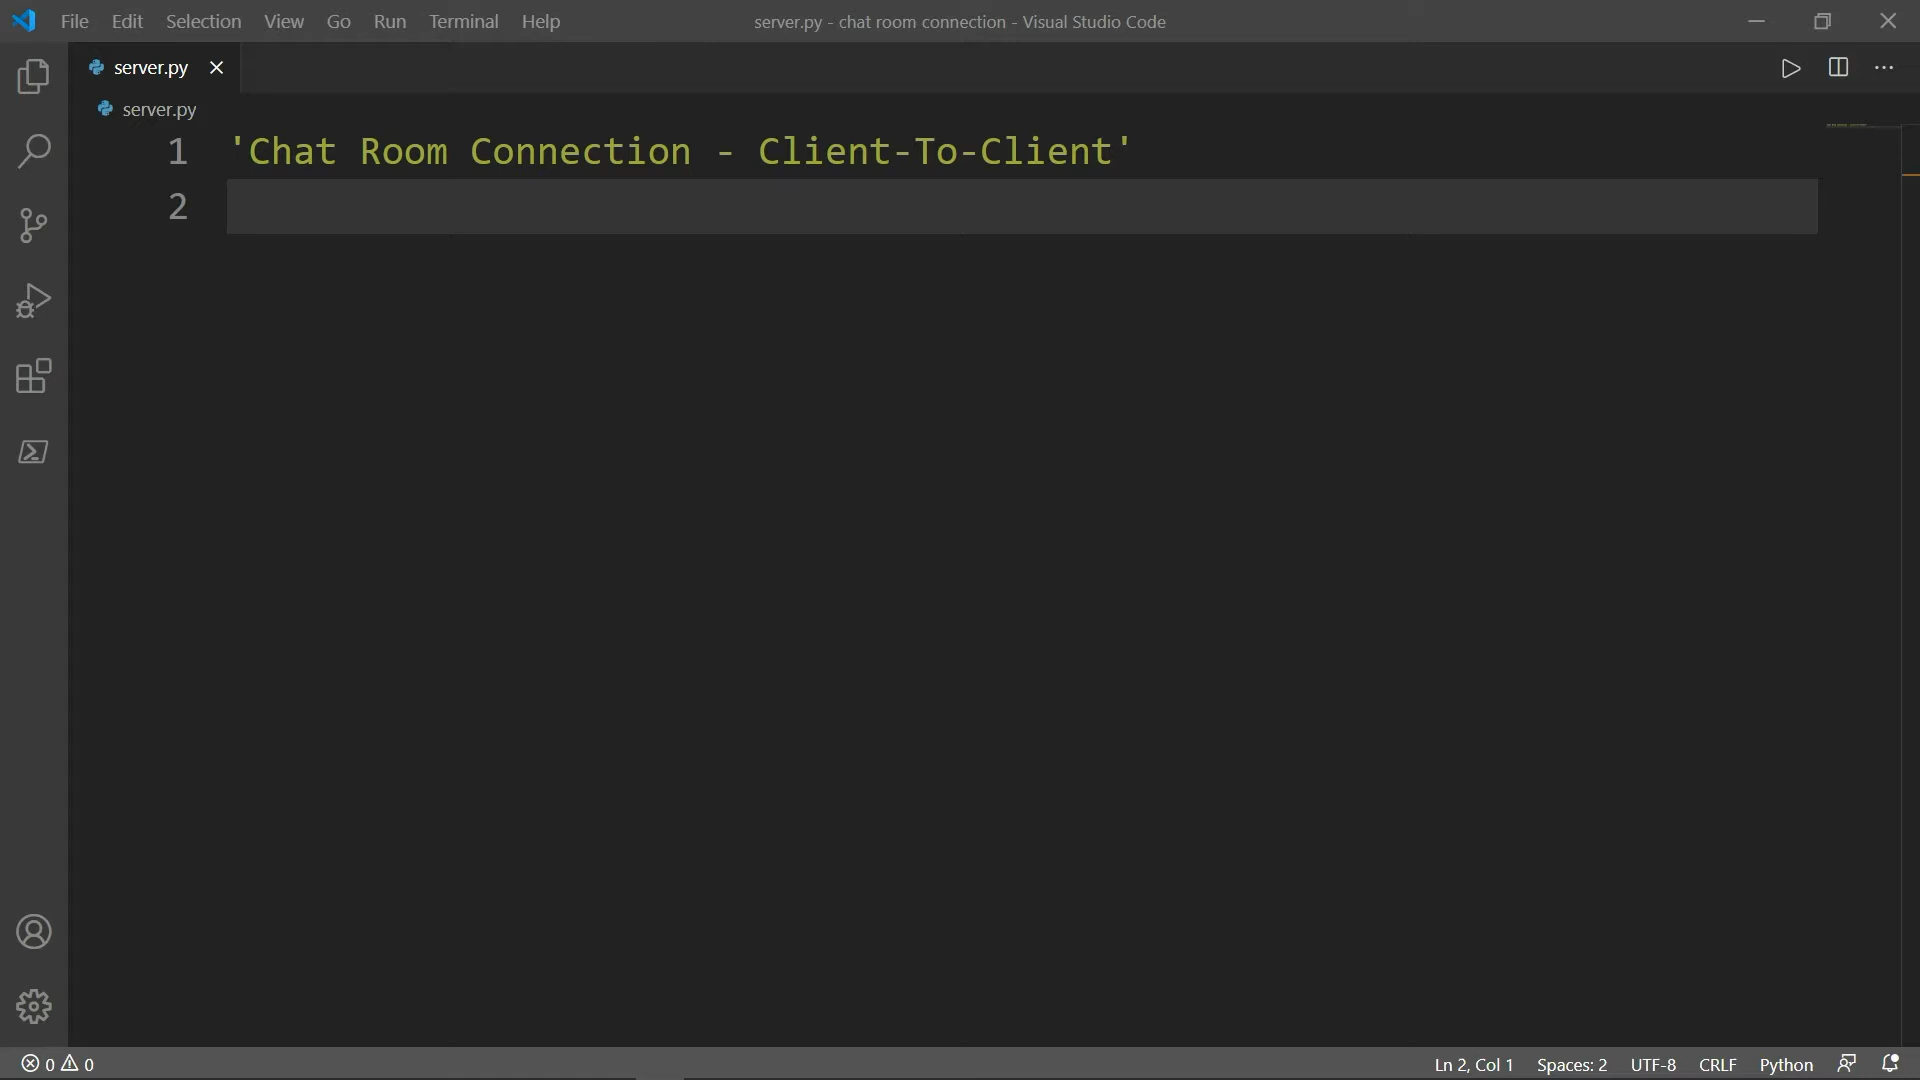 File Edit Selection View Go Run Terminal Help server.py - chat room connection - Visual Studio Code
server.py
server.py
1 'Chat Room Connection - Client-To-Client'
2
0 0 Ln 2, Col 1 Spaces: 2 UTF-8 CRLF Python